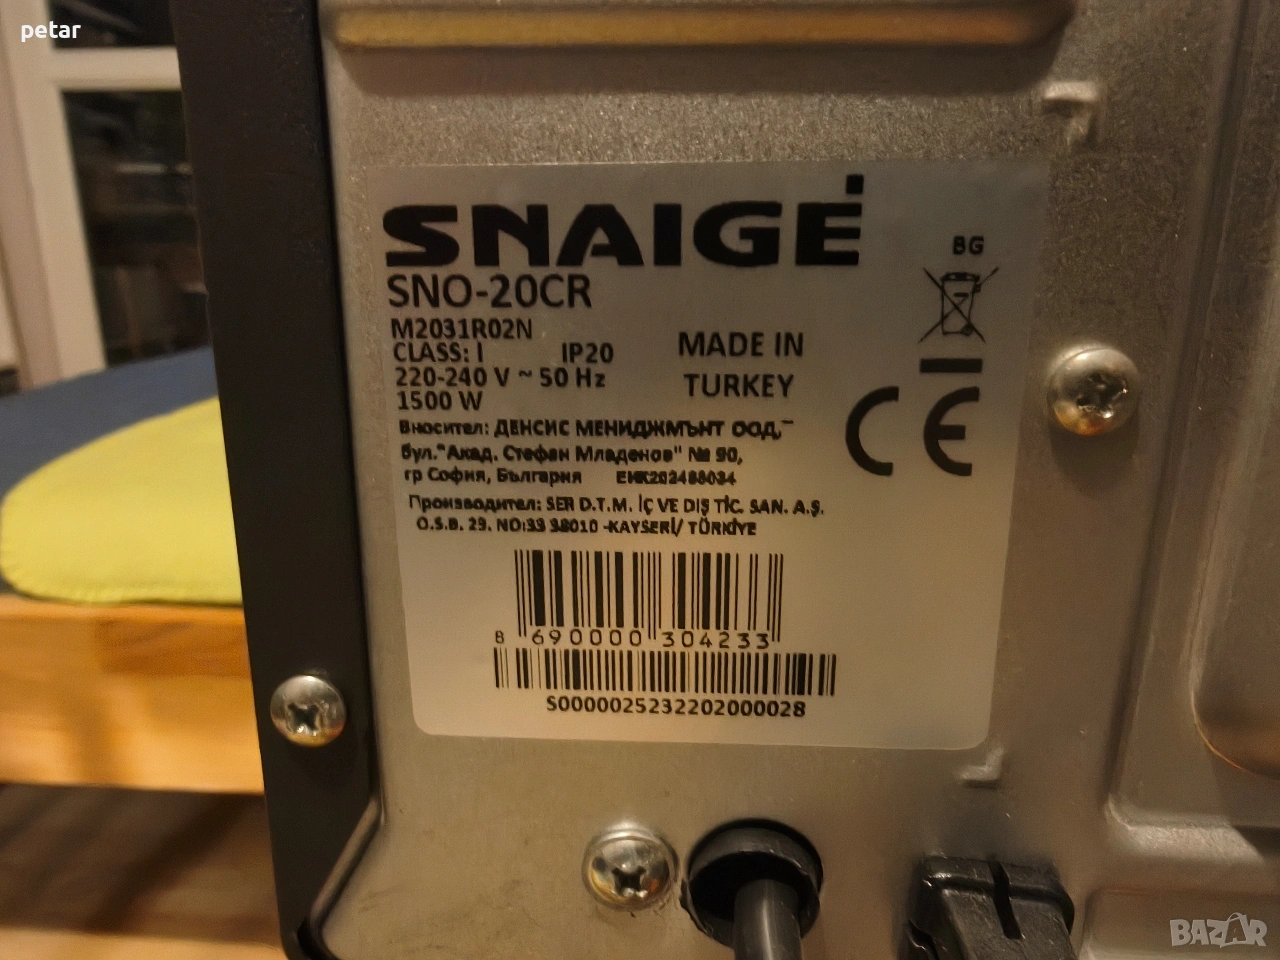 petar
SNAIGĖ
SNO-20CR
M2031R02N
CLASS: I IP20
220-240 V ~ 50 Hz
1500 W
MADE IN
TURKEY
BG
CE
Вносител: ДЕНСИС МЕНИДЖМЪНТ ООД,
бул."Акад. Стефан Младенов" № 90,
гр София, България ЕИК202488034
Производител: SER D.T.M. İÇ VE DIŞ TİC. SAN. A.Ş.
O.S.B. 29. NO:33 38010 -KAYSERİ/ TÜRKİYE
8 690000 304233
S0000025232202000028
BAZAR